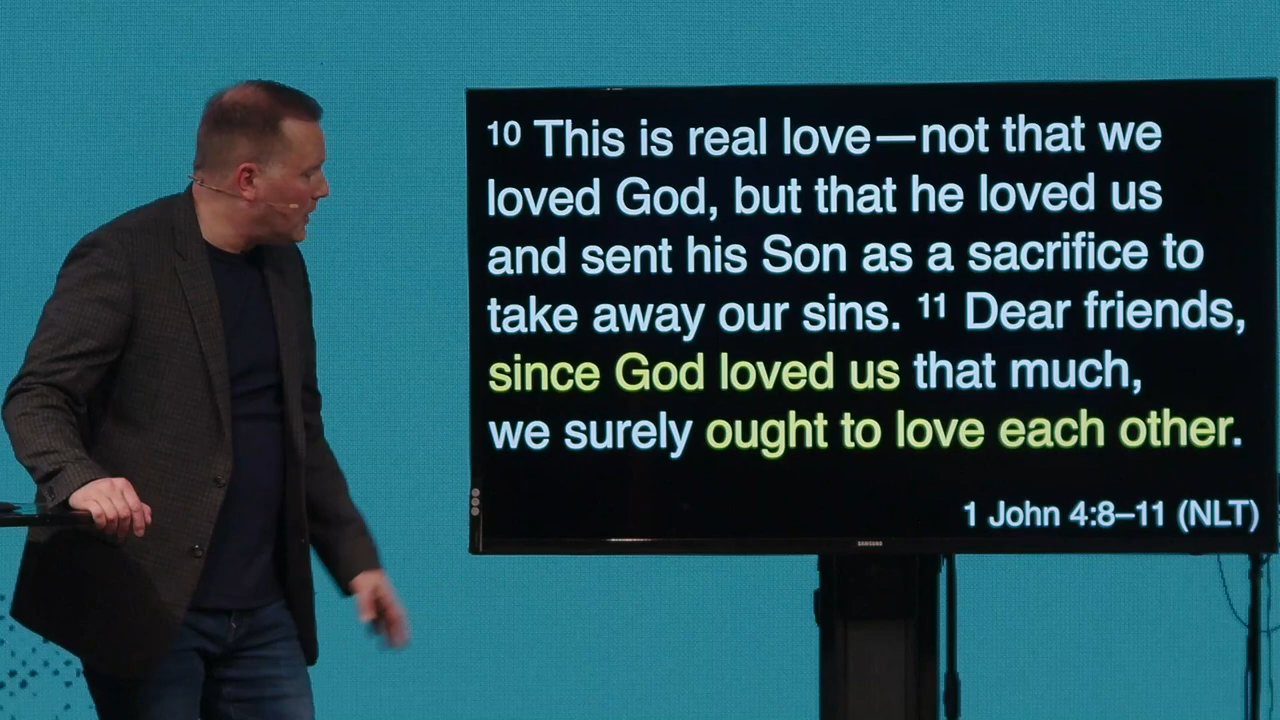 10 This is real love—not that we
loved God, but that he loved us
and sent his Son as a sacrifice to
take away our sins. 11 Dear friends,
since God loved us that much,
we surely ought to love each other.
1 John 4:8–11 (NLT)
SAMSUNG